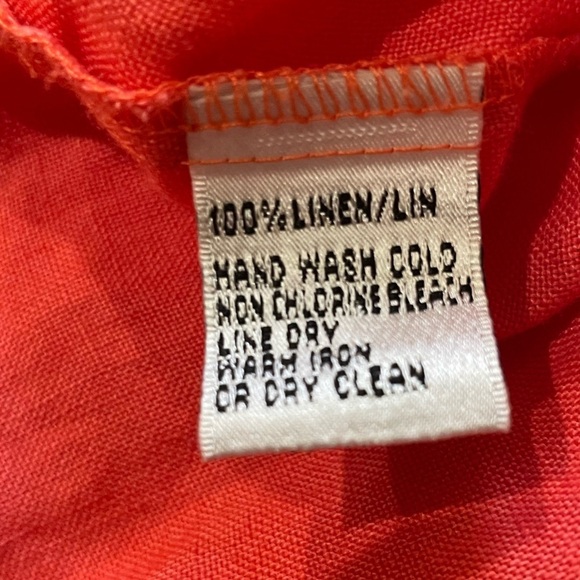 100% LINEN/LIN
HAND WASH COLD
NON CHLORINE BLEACH
LINE DRY
WARM IRON
OR DRY CLEAN